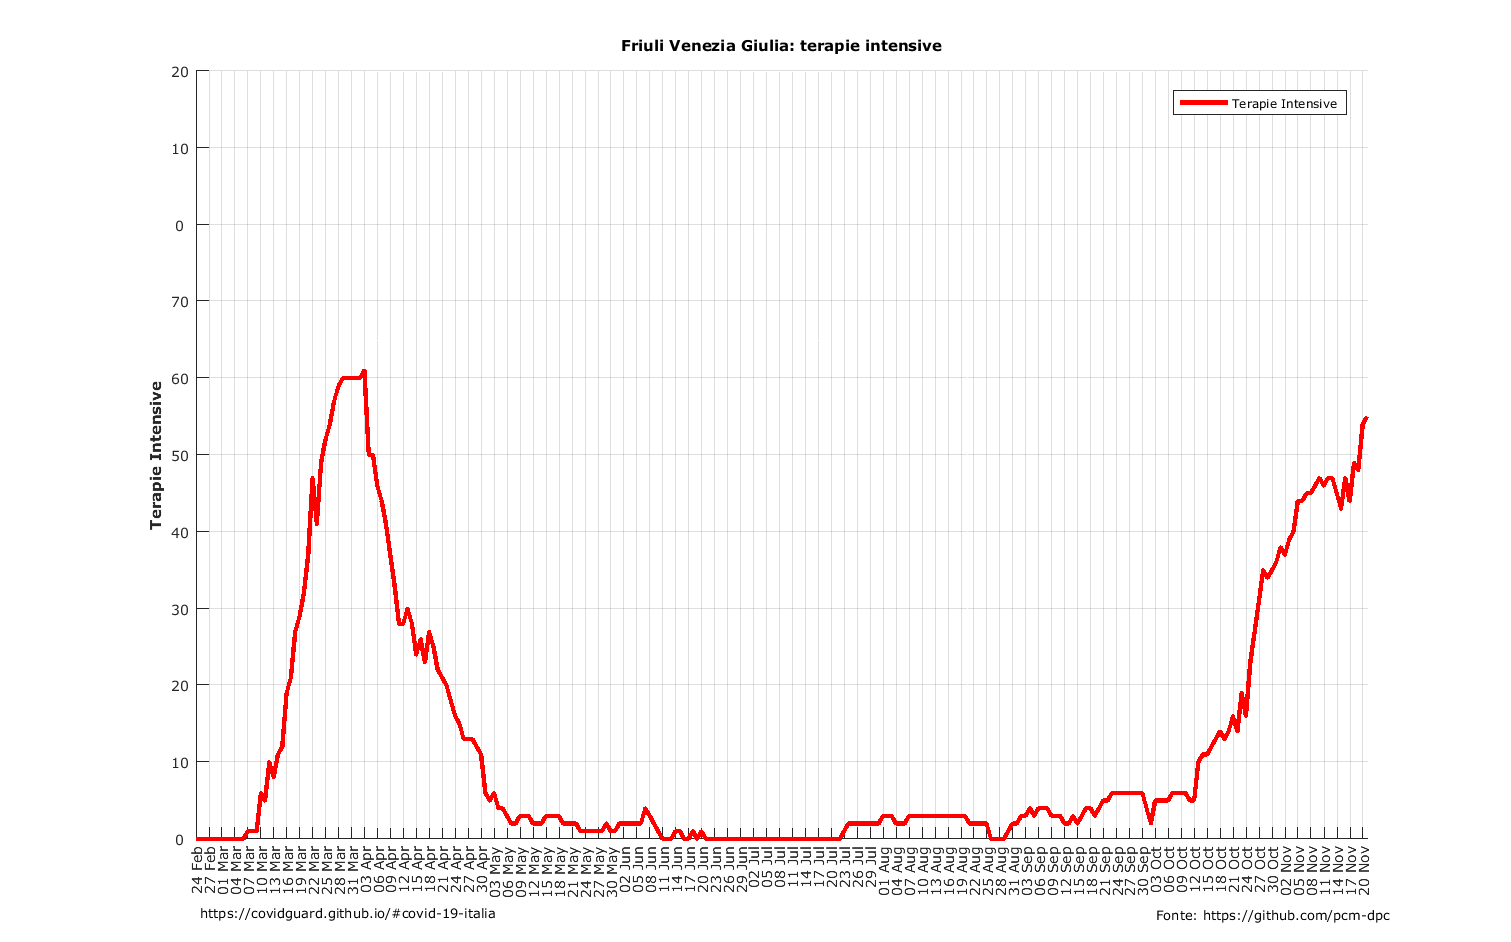 Friuli Venezia Giulia: terapie intensive
Terapie Intensive
20
10
0
70
60
50
40
30
20
10
0
Terapie Intensive
24 Feb
27 Feb
01 Mar
04 Mar
07 Mar
10 Mar
13 Mar
16 Mar
19 Mar
22 Mar
25 Mar
28 Mar
31 Mar
03 Apr
06 Apr
09 Apr
12 Apr
15 Apr
18 Apr
21 Apr
24 Apr
27 Apr
30 Apr
03 May
06 May
09 May
12 May
15 May
18 May
21 May
24 May
27 May
30 May
02 Jun
05 Jun
08 Jun
11 Jun
14 Jun
17 Jun
20 Jun
23 Jun
26 Jun
29 Jun
02 Jul
05 Jul
08 Jul
11 Jul
14 Jul
17 Jul
20 Jul
23 Jul
26 Jul
29 Jul
01 Aug
04 Aug
07 Aug
10 Aug
13 Aug
16 Aug
19 Aug
22 Aug
25 Aug
28 Aug
31 Aug
03 Sep
06 Sep
09 Sep
12 Sep
15 Sep
18 Sep
21 Sep
24 Sep
27 Sep
30 Sep
03 Oct
06 Oct
09 Oct
12 Oct
15 Oct
18 Oct
21 Oct
24 Oct
27 Oct
30 Oct
02 Nov
05 Nov
08 Nov
11 Nov
14 Nov
17 Nov
20 Nov
https://covidguard.github.io/#covid-19-italia
Fonte: https://github.com/pcm-dpc